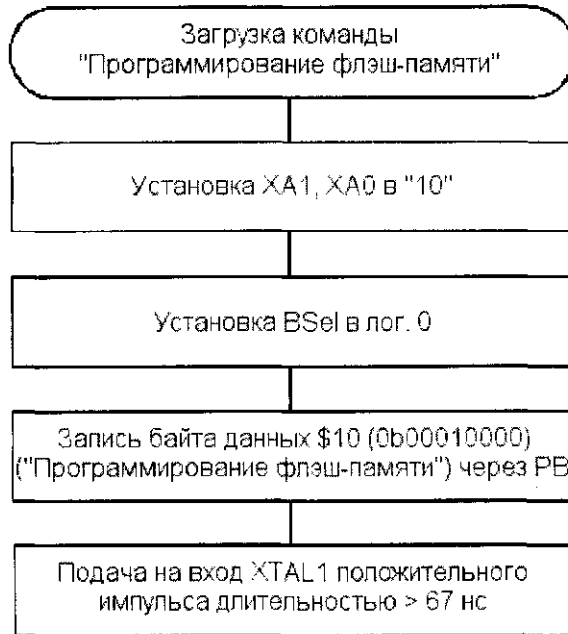 Загрузка команды
"Программирование флэш-памяти"
Установка XA1, XA0 в "10"
Установка BSel в лог. 0
Запись байта данных $10 (0b00010000)
("Программирование флэш-памяти") через PB
Подача на вход XTAL1 положительного
импульса длительностью > 67 нс